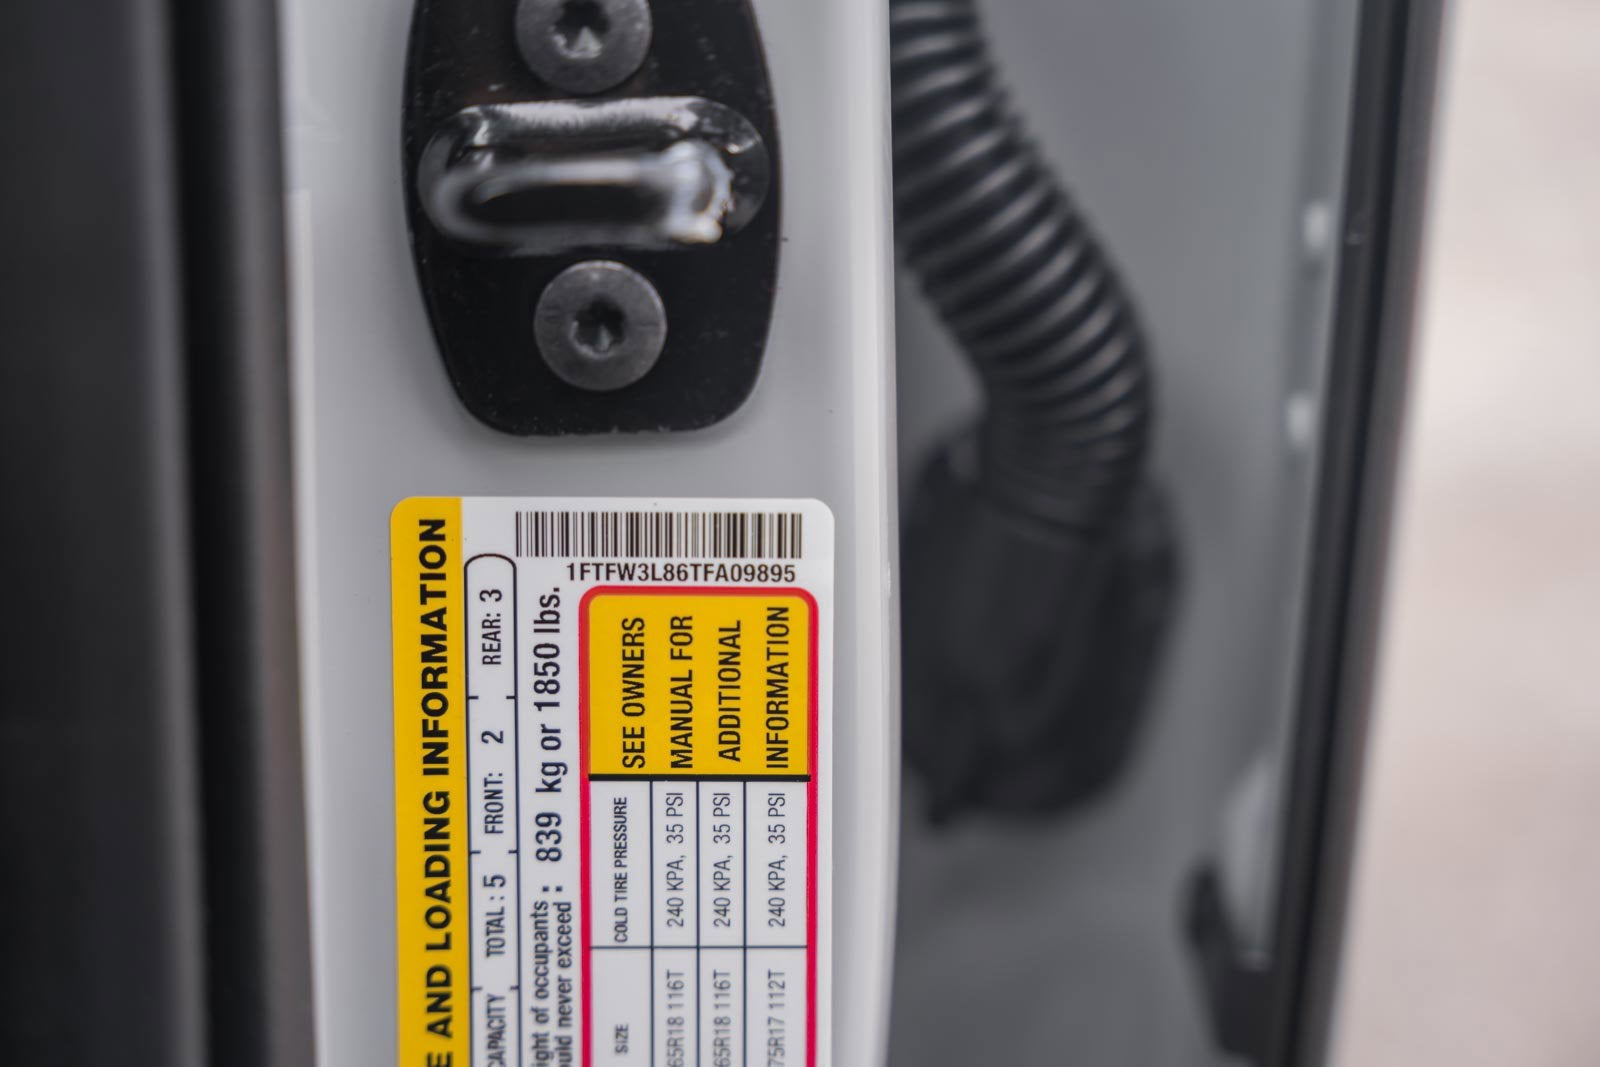 1FTFW3L86TFA09895
AND LOADING INFORMATION
CAPACITY TOTAL: 5 FRONT: 2 REAR: 3
of occupants : 839 kg or 1850 lbs.
never exceed
SIZE COLD TIRE PRESSURE SEE OWNERS
65R18 116T 240 KPA, 35 PSI MANUAL FOR
65R18 116T 240 KPA, 35 PSI ADDITIONAL
75R17 112T 240 KPA, 35 PSI INFORMATION